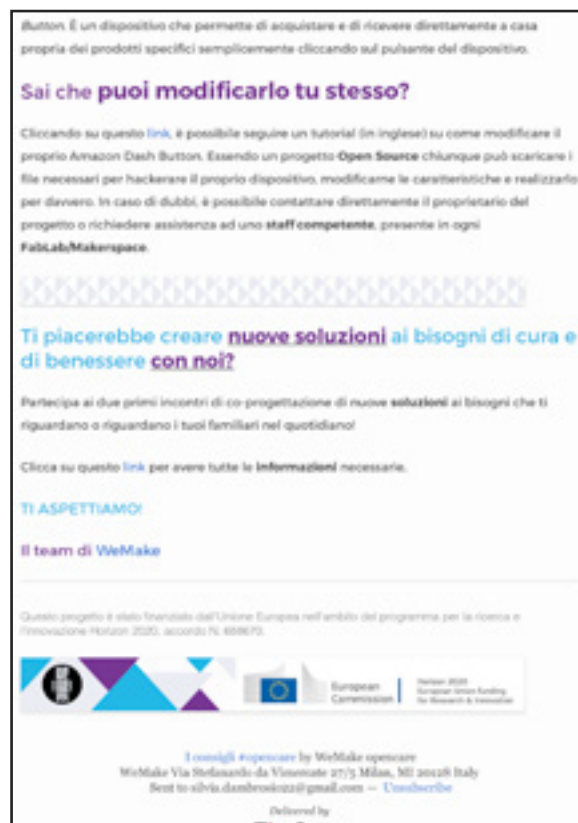 Button. È un dispositivo che permette di acquistare e di ricevere direttamente a casa
propria dei prodotti specifici semplicemente cliccando sul pulsante del dispositivo.
Sai che puoi modificarlo tu stesso?
Cliccando su questo link, è possibile seguire un tutorial (in inglese) su come modificare il
proprio Amazon Dash Button. Essendo un progetto Open Source chiunque può scaricare i
file necessari per hackerare il proprio dispositivo, modificarne le caratteristiche e realizzarlo
per davvero. In caso di dubbi, è possibile contattare direttamente il proprietario del
progetto o richiedere assistenza ad uno staff competente, presente in ogni
FabLab/Makerspace.
Ti piacerebbe creare nuove soluzioni ai bisogni di cura e
di benessere con noi?
Partecipa ai due primi incontri di co-progettazione di nuove soluzioni ai bisogni che ti
riguardano o riguardano i tuoi familiari nel quotidiano!
Clicca su questo link per avere tutte le informazioni necessarie.
TI ASPETTIAMO!
Il team di WeMake
Questo progetto è stato finanziato dall'Unione Europea nell'ambito del programma per la ricerca e
l'innovazione Horizon 2020, accordo N. 688670.
European
Commission
Horizon 2020
European Union Funding
for Research & Innovation
I consigli #opencare by WeMake opencare
WeMake Via Stefanardo da Vimercate 27/5 Milan, MI 20128 Italy
Sent to silvia.dambrosio22@gmail.com — Unsubscribe
Delivered by